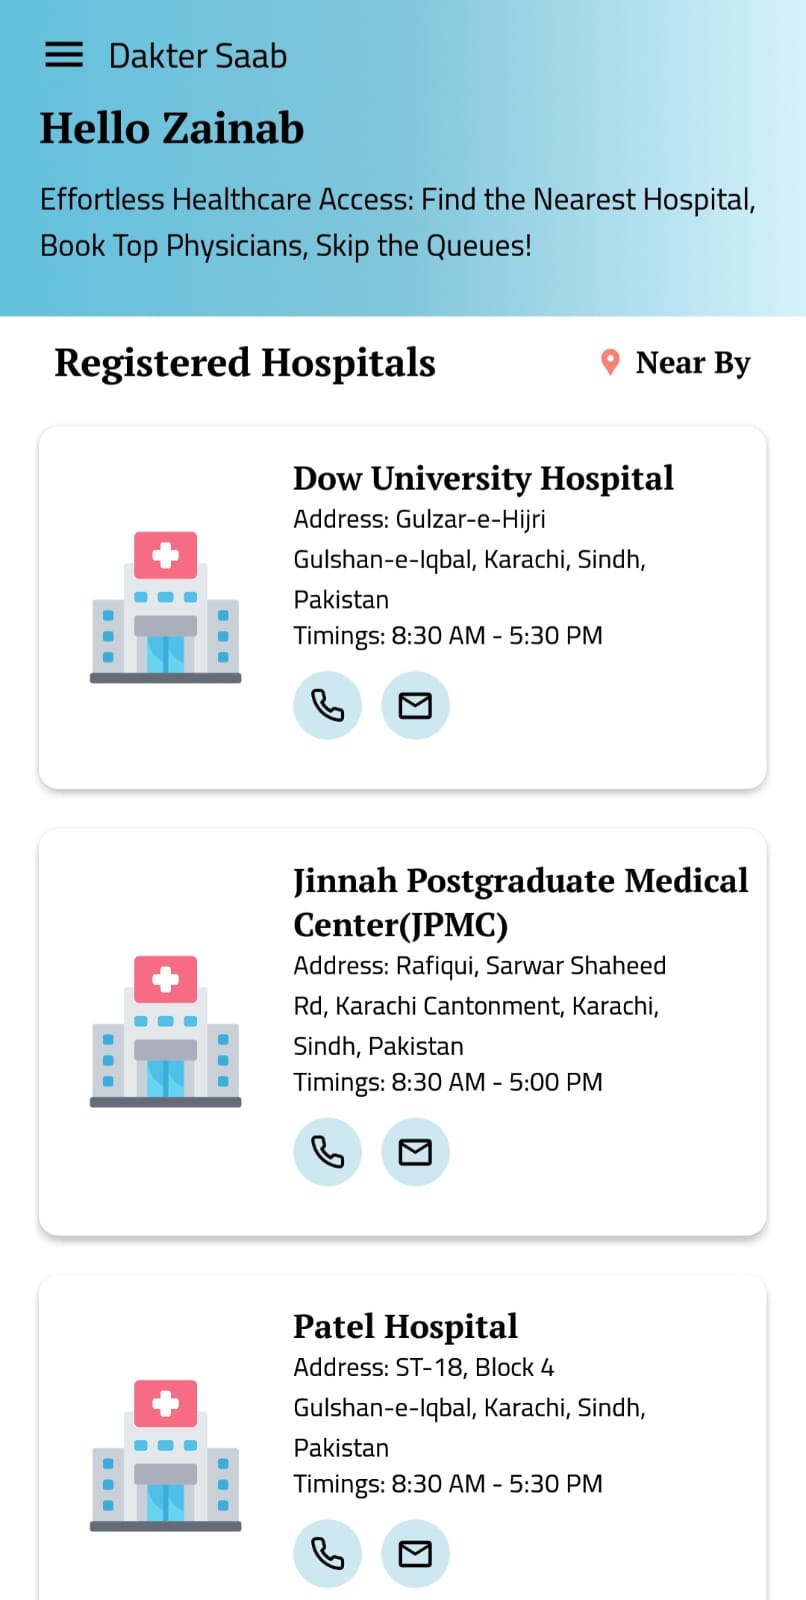 Dakter Saab
Hello Zainab
Effortless Healthcare Access: Find the Nearest Hospital,
Book Top Physicians, Skip the Queues!
Registered Hospitals
Near By
Dow University Hospital
Address: Gulzar-e-Hijri
Gulshan-e-Iqbal, Karachi, Sindh,
Pakistan
Timings: 8:30 AM - 5:30 PM
Jinnah Postgraduate Medical
Center(JPMC)
Address: Rafiqui, Sarwar Shaheed
Rd, Karachi Cantonment, Karachi,
Sindh, Pakistan
Timings: 8:30 AM - 5:00 PM
Patel Hospital
Address: ST-18, Block 4
Gulshan-e-Iqbal, Karachi, Sindh,
Pakistan
Timings: 8:30 AM - 5:30 PM